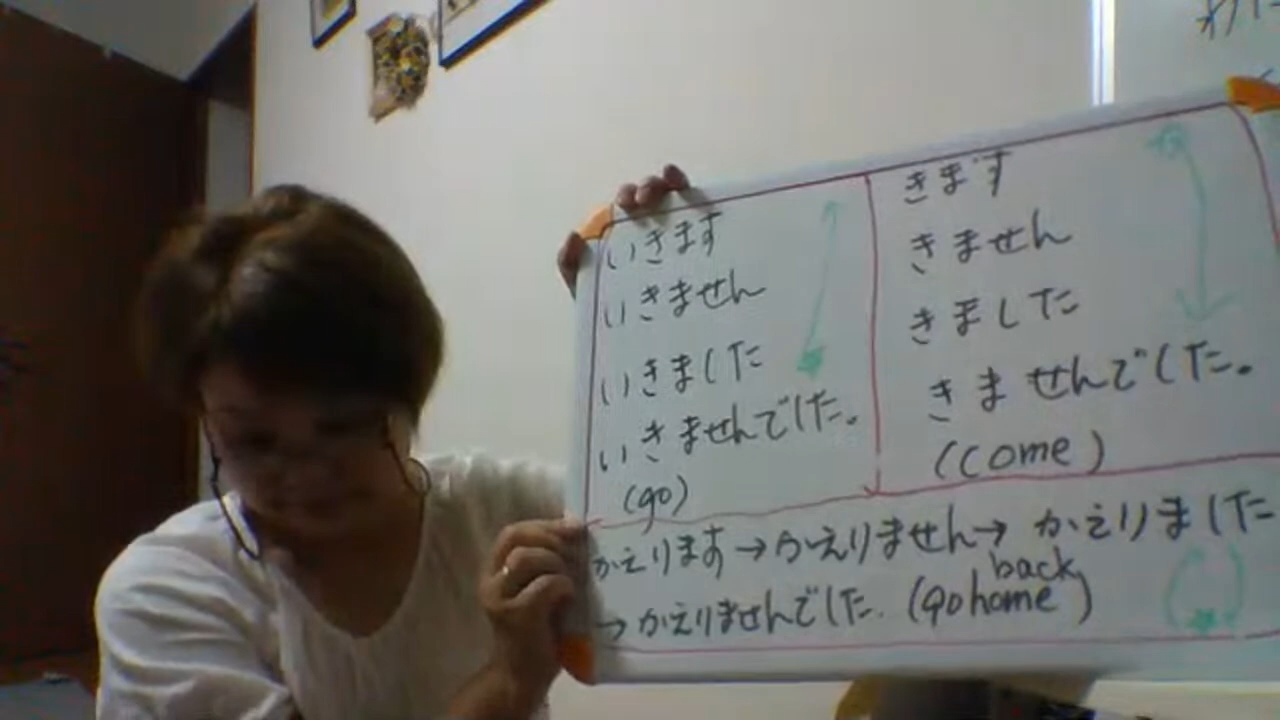 いきます
いきません
いきました
いきませんでした。
(go)
きます
きません
きました
きませんでした。
(come)
かえります→かえりません→かえりました
→かえりませんでした. (go back home)
わた